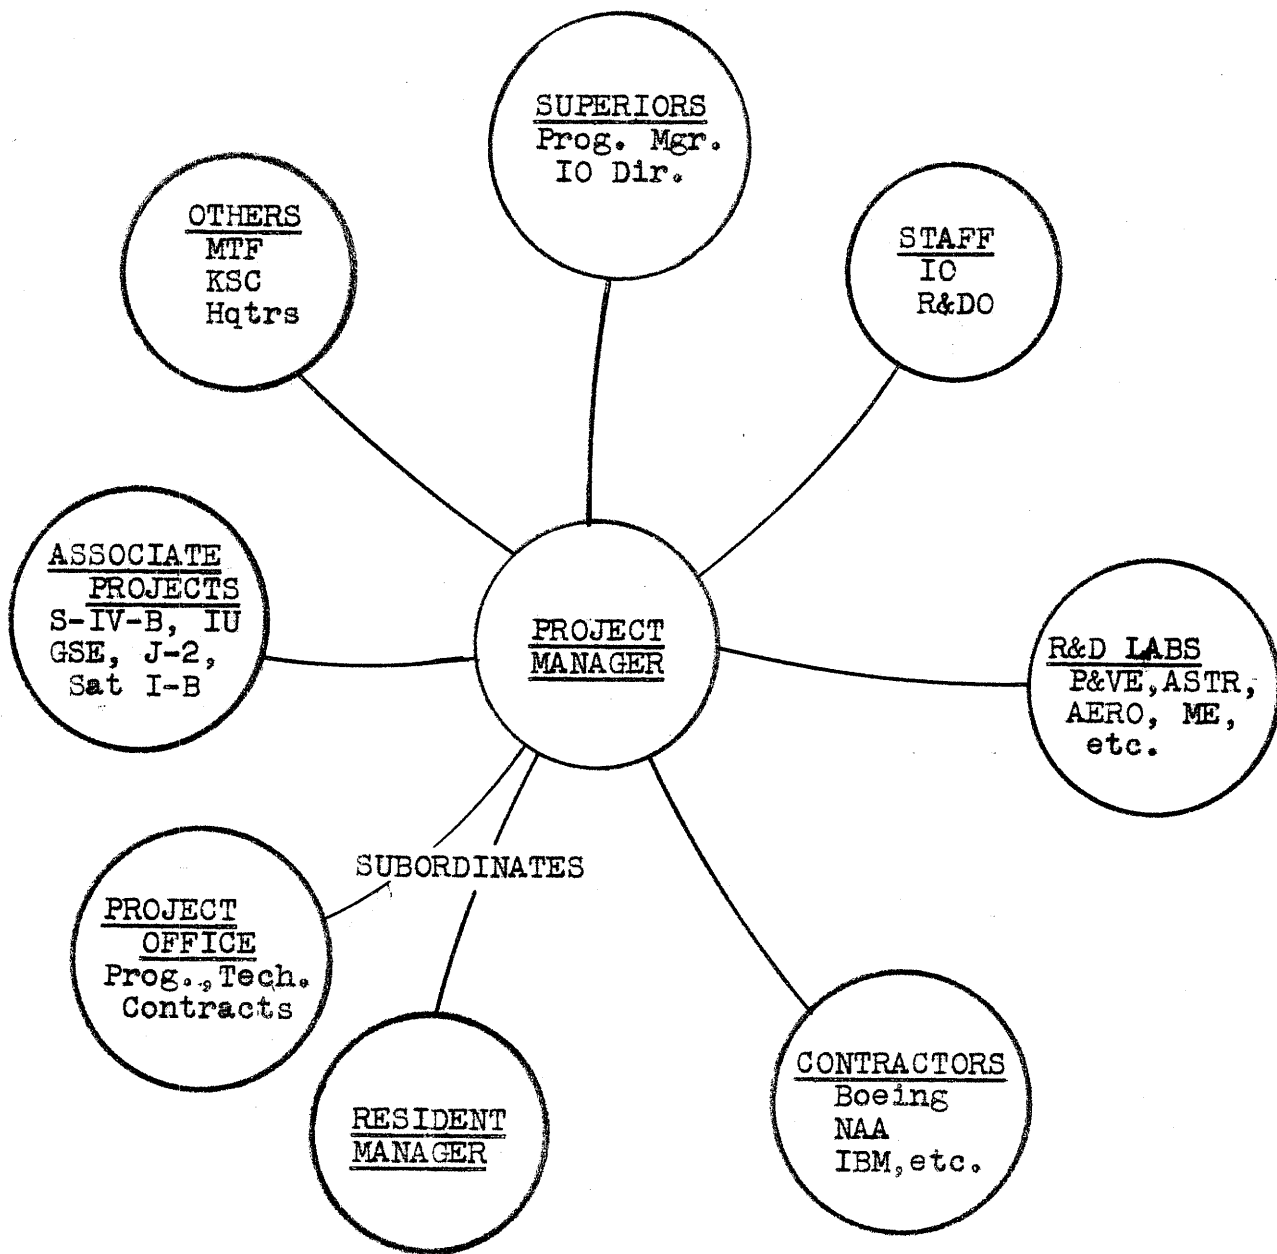 SUPERIORS
Prog. Mgr.
IO Dir.
OTHERS
MTF
KSC
Hqtrs
STAFF
IO
R&DO
ASSOCIATE
PROJECTS
S-IV-B, IU
GSE, J-2,
Sat I-B
PROJECT
MANAGER
R&D LABS
P&VE, ASTR,
AERO, ME,
etc.
SUBORDINATES
PROJECT
OFFICE
Prog., Tech.
Contracts
RESIDENT
MANAGER
CONTRACTORS
Boeing
NAA
IBM, etc.